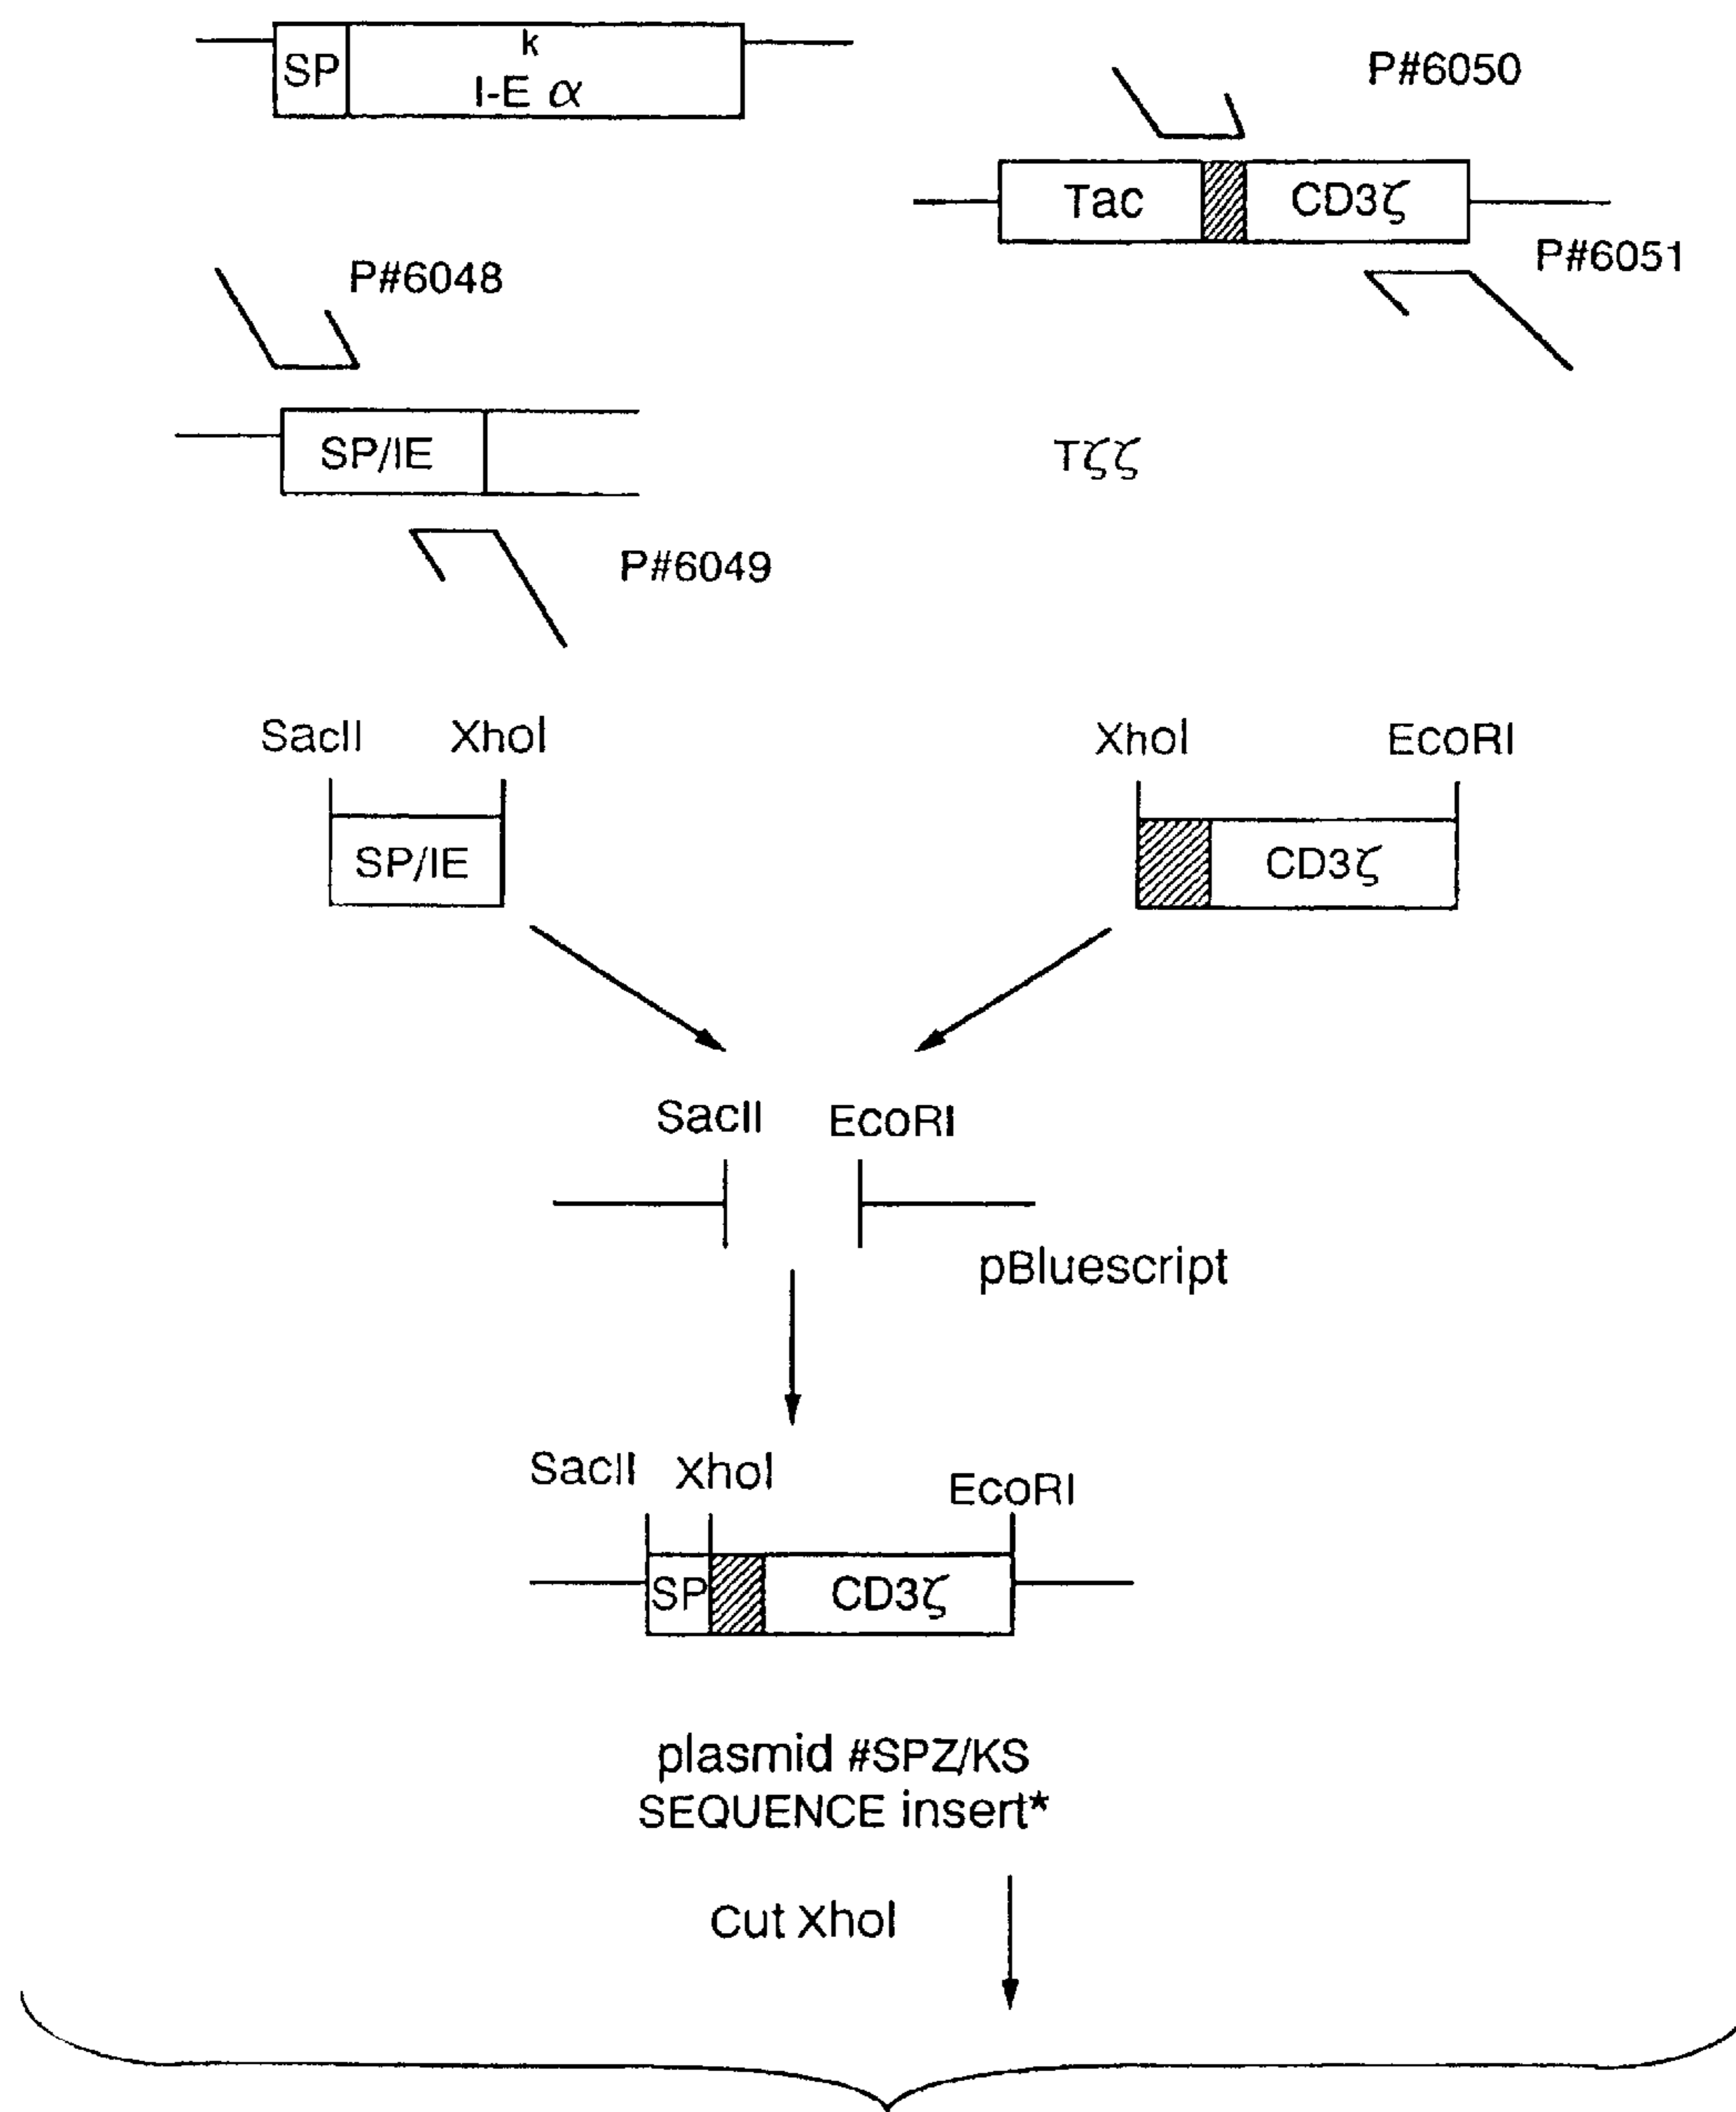 SP
k
I-E α
P#6050
Tac
CD3ζ
P#6051
P#6048
SP/IE
Tζζ
P#6049
SacII XhoI
XhoI EcoRI
SP/IE
CD3ζ
SacII EcoRI
pBluescript
SacII XhoI EcoRI
SP
CD3ζ
plasmid #SPZ/KS
SEQUENCE insert*
Cut XhoI